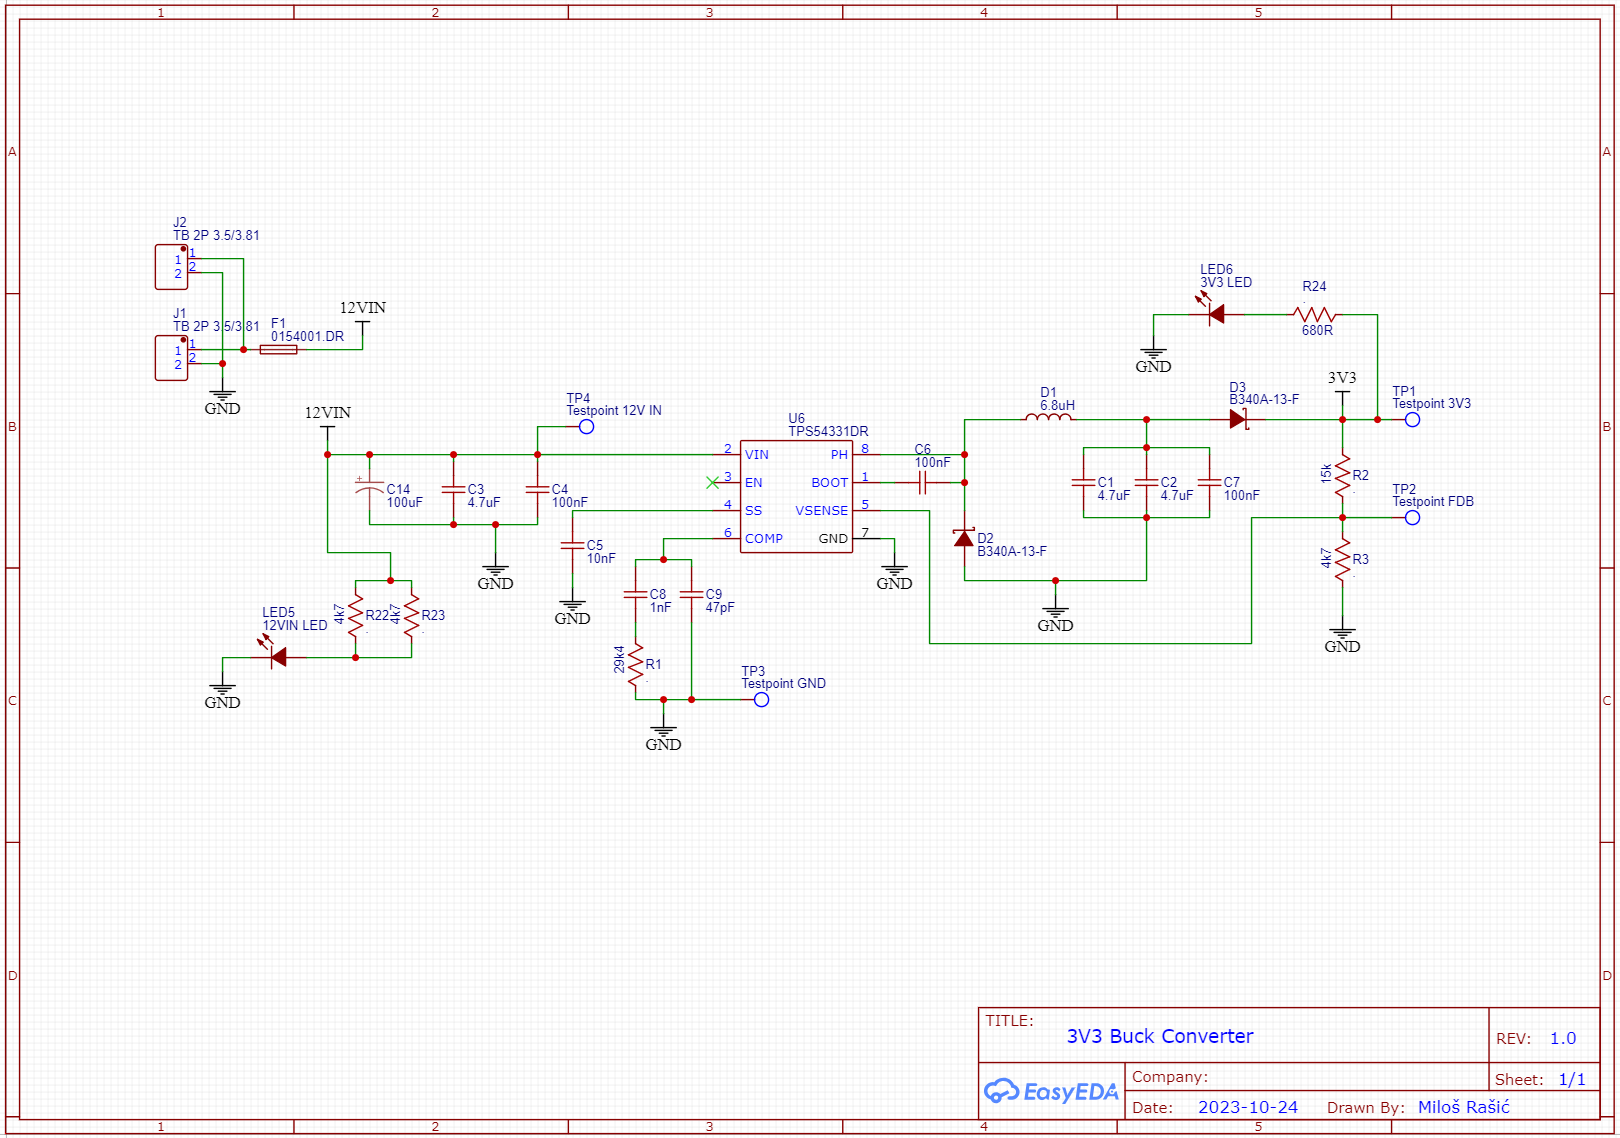 1 2 3 4 5
A A
B B
C C
D D
J2
TB 2P 3.5/3.81
1 1
2 2
J1
TB 2P 3.5/3.81
1 1
2 2
F1
0154001.DR
12VIN
GND
12VIN
TP4
Testpoint 12V IN
C14
100uF
C3
4.7uF
C4
100nF
GND
LED5
12VIN LED
4k7
R22
4k7
R23
GND
C5
10nF
GND
U6
TPS54331DR
2 VIN
3 EN
4 SS
6 COMP
PH 8
BOOT 1
VSENSE 5
GND 7
C8
1nF
C9
47pF
29k4
R1
TP3
Testpoint GND
GND
GND
C6
100nF
D2
B340A-13-F
GND
D1
6.8uH
C1
4.7uF
C2
4.7uF
C7
100nF
D3
B340A-13-F
LED6
3V3 LED
R24
680R
GND
3V3
TP1
Testpoint 3V3
15k
R2
TP2
Testpoint FDB
4k7
R3
GND
TITLE:
3V3 Buck Converter
REV: 1.0
EasyEDA
Company:
Sheet: 1/1
Date: 2023-10-24
Drawn By: Miloš Rašić
1 2 3 4 5